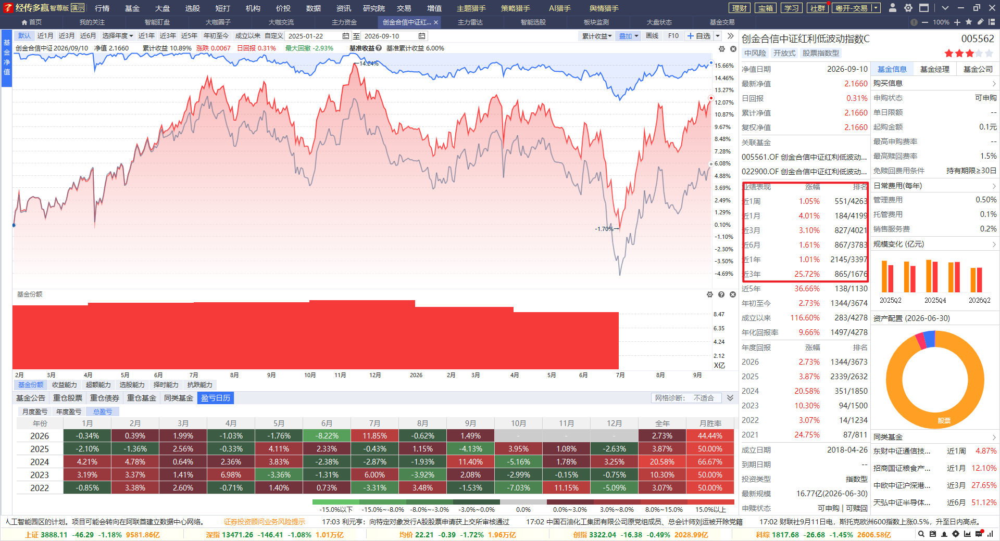 经传多赢 智尊版 演示 行情 基金 大盘 选股 短打 机构 价投 数据 资讯 研究院 交易 增值 主题猎手 策略猎手 AI猎手 舆情猎手 理财 宝箱 学习 社群 粤开-交易
首页 我的关注 智能盯盘 大咖圈子 大咖交流 主力资金 创金合信中证红... 主力雷达 智能选股 板块监测 大盘状态 基金交易 100%
基金净值
默认 近1月 近3月 近6月 选择年度 近1年 近3年 近5年 年初至今 成立以来 自定义 2025-01-22 至 2026-09-10 累计收益 叠加 画线 F10 自选
创金合信中证 2026/09/10 净值 2.1660 累计收益 10.89% 涨跌 0.0067 日回报 0.31% 最大回撤 -2.93% 基准收益 基准累计收益 6.00%
←14.24%
-1.70%→
15.66%
14.46%
13.27%
12.07%
10.87%
9.67%
8.48%
7.28%
6.08%
4.88%
3.69%
2.49%
1.29%
0.10%
-1.10%
-2.30%
-3.50%
-4.69%
基金份额
8.47
6.35
4.24
2.12
X亿
2月 3月 4月 5月 6月 7月 8月 9月 10月 11月 12月 2026 2月 3月 4月 5月 6月 7月 8月 9月
基金份额 收益能力 超额能力 选股能力 择时能力 抗跌能力
基金公告 重仓股票 重仓债券 重仓基金 同类基金 盈亏日历 网格诊断： 不适合
月度盈亏 年度盈亏 总盈亏
年份 1月 2月 3月 4月 5月 6月 7月 8月 9月 10月 11月 12月 全年 月胜率
2026 -0.34% 0.39% 1.99% -1.03% -1.76% -8.22% 11.85% -0.62% 1.49% - - - 2.73% 44.44%
2025 -2.10% -1.36% 2.56% -0.33% 4.11% 2.33% -0.43% 1.15% -4.13% 3.95% 1.08% -2.63% 3.87% 50.00%
2024 4.21% 4.78% 0.64% 2.36% 3.83% -2.38% -2.87% -1.93% 11.40% -5.16% 1.78% 3.25% 20.58% 66.67%
2023 3.19% 3.37% 1.41% 6.98% -3.36% -1.31% 6.00% -3.92% 2.08% -2.99% -0.15% -0.75% 10.30% 50.00%
2022 -0.85% 3.38% 2.60% -0.71% 1.40% 0.73% -3.31% 3.48% -1.53% -7.03% 11.15% -5.09% 3.07% 50.00%
-15.0%以下 -15.0%~-8.0% -8.0%~-3.0% -3.0%~0.0% 0.0% 0.0%~3.0% 3.0%~8.0% 8.0%~15.0% 15.0%以上
创金合信中证红利低波动指数C 005562
中风险 开放式 股票指数型
净值日期 2026-09-10
最新净值 2.1660
日回报 0.31%
累计净值 2.1660
复权净值 2.1660
关联基金
005561.OF 创金合信中证红利低波动...
022900.OF 创金合信中证红利低波动...
业绩表现 涨幅 排名
近1周 1.05% 551/4263
近1月 4.01% 184/4199
近3月 3.10% 827/4021
近6月 1.61% 867/3783
近1年 1.01% 2145/3397
近3年 25.72% 865/1676
近5年 36.66% 138/1130
年初至今 2.73% 1344/3674
成立以来 116.60% 283/4278
年化回报率 9.66% 1497/4278
年度回报 涨幅 排名
2026 2.73% 1344/3673
2025 3.87% 2339/2632
2024 20.58% 351/1850
2023 10.30% 94/1500
2022 3.07% 14/1234
2021 24.75% 87/811
成立日期 2018-04-26
到期日期 --
投资类型 指数型
最新规模 16.77亿(2026-06-30)
申赎状态 可申购 | 可赎回
基金信息 基金经理 基金公司
购买信息
申购状态 可申购
单日限额 --
起购金额 0.1元
最高申购费率 --
最高赎回费率 1.5%
免赎回费用条件 持有期限≥30日
日常费用(每年)
管理费用 0.50%
托管费用 0.1%
销售服务费 0.2%
规模变化 (亿元)
2025Q2 2025Q4 2026Q2
资产配置 (2026-06-30)
股票
同类基金
东财中证通信技... 近1周 4.87%
招商国证粮食产... 近1月 12.10%
中欧中证沪深港... 近3月 27.65%
天弘中证半导体... 近6月 51.12%
人工智能园区的计划。项目可能会转向在阿联酋建立数据中心网络。 证券投资顾问业务风险提示 17:03 利元亨：向特定对象发行A股股票申请获上交所审核通过 17:02 中国石油化工集团有限公司原党组成员、总会计师刘运被开除党籍 17:02 财联社9月11日电，斯托克欧洲600指数上涨0.5%，升至日内高点。
上证 3888.11 -46.29 -1.18% 9581.86亿 深指 13471.26 -146.41 -1.08% 1.01万亿 均价 22.21 -0.39 -1.72% 1.96万亿 创指 3322.04 -16.38 -0.49% 2028.99亿 科综 1817.68 -26.68 -1.45% 2606.58亿